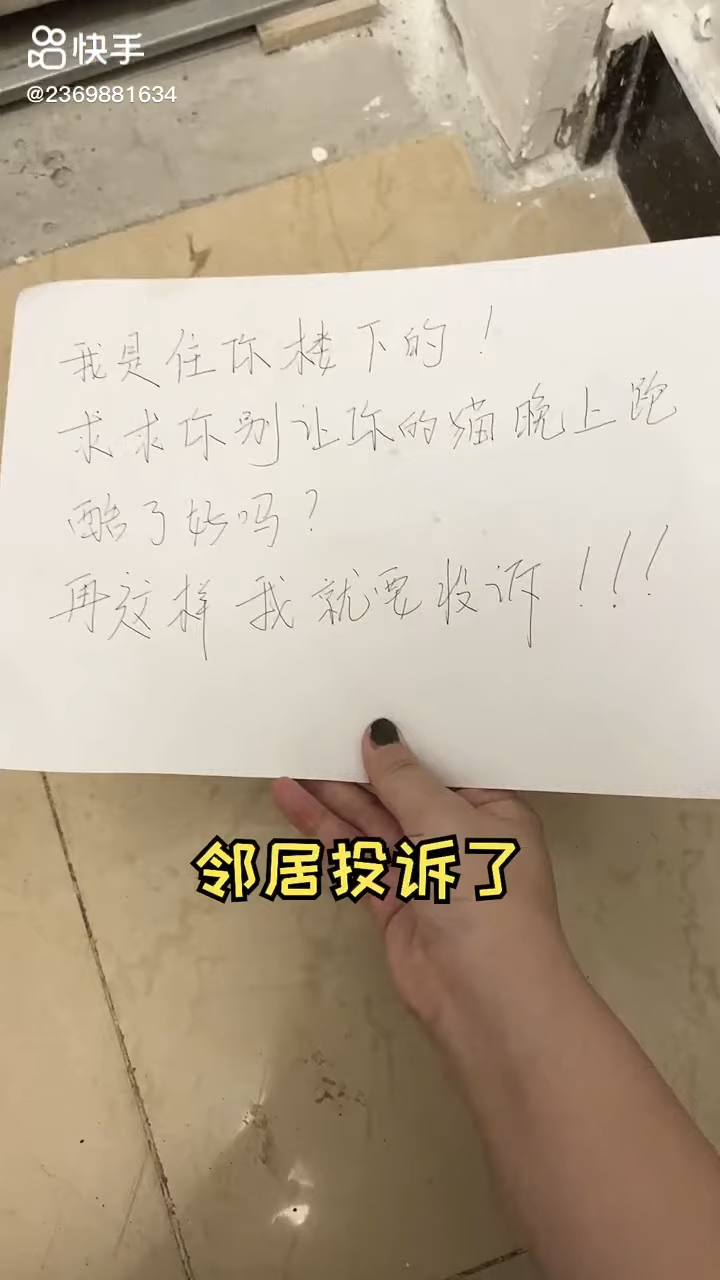 快手
@2369881634
我是住你楼下的！
求求你别让你的猫晚上跑
酷了好吗？
再这样我就要投诉！！！
邻居投诉了